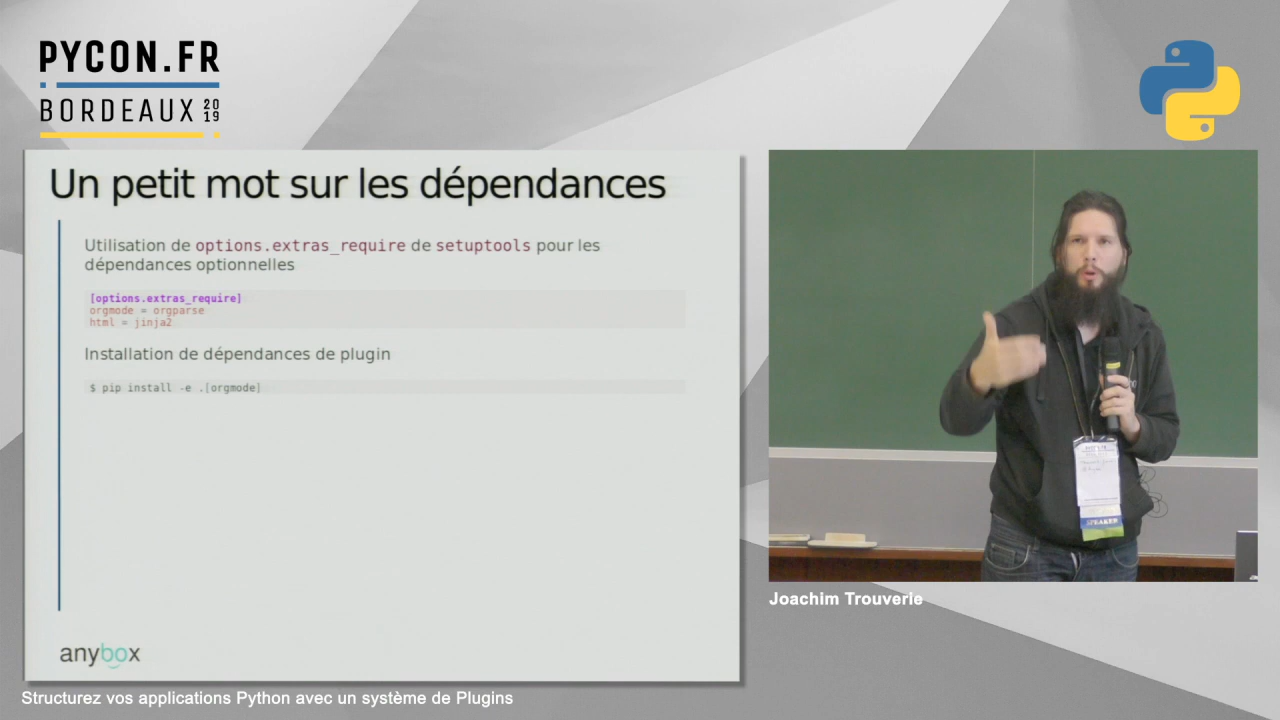 PYCON.FR
BORDEAUX 2019
Un petit mot sur les dépendances
Utilisation de options.extras_require de setuptools pour les
dépendances optionnelles
[options.extras_require]
orgmode = orgparse
html = jinja2
Installation de dépendances de plugin
$ pip install -e .[orgmode]
anybox
SPEAKER
Joachim Trouverie
Structurez vos applications Python avec un système de Plugins